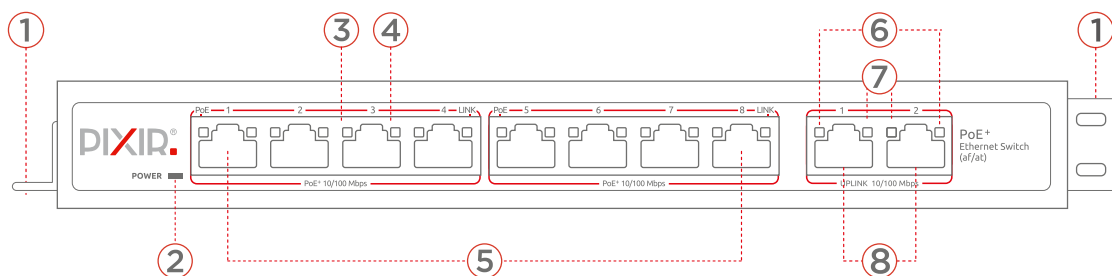 1 3 4 6 7 1
PoE 1 2 3 4 LINK PoE 5 6 7 8 LINK 1 2
PIXIR®
PoE+
Ethernet Switch
(af/at)
POWER
PoE+ 10/100 Mbps PoE+ 10/100 Mbps UPLINK 10/100 Mbps
2 5 8